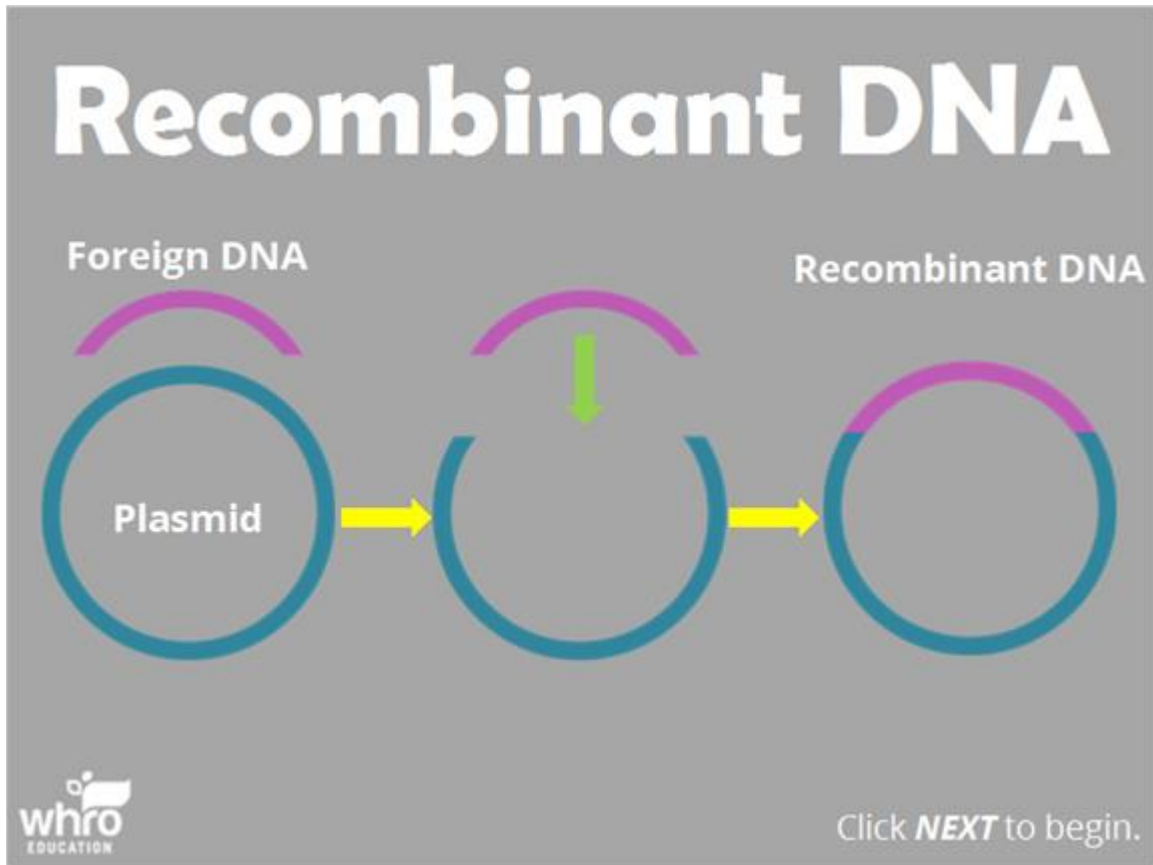 Recombinant DNA
Foreign DNA
Recombinant DNA
Plasmid
whro
EDUCATION
Click NEXT to begin.